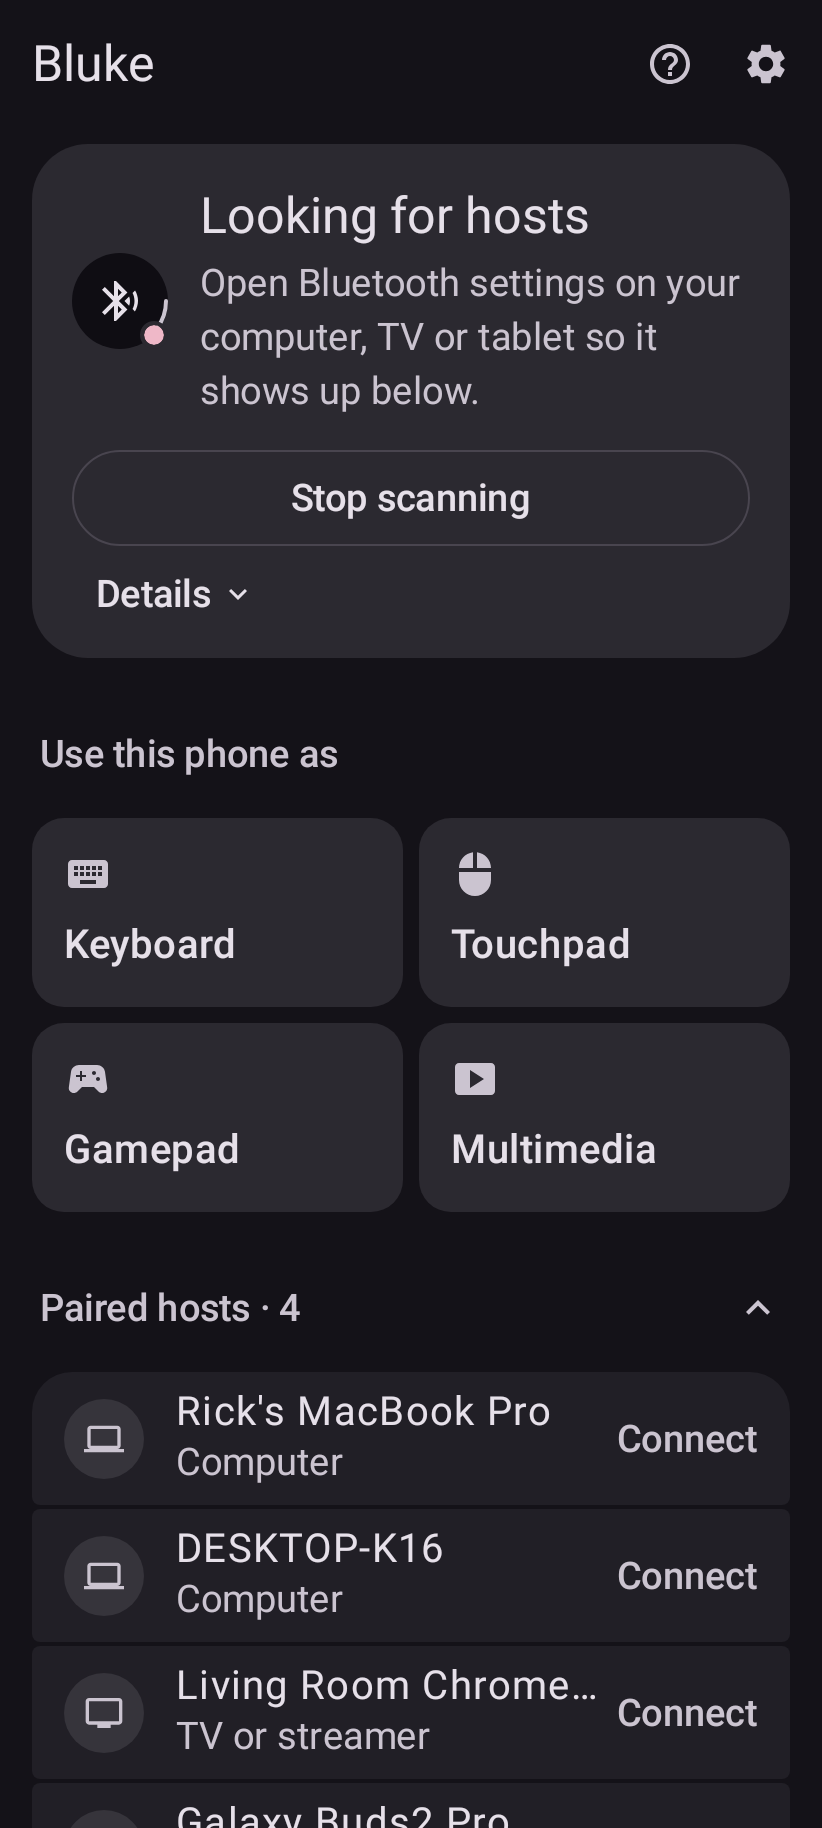 Bluke
Looking for hosts
Open Bluetooth settings on your
computer, TV or tablet so it
shows up below.
Stop scanning
Details
Use this phone as
Keyboard
Touchpad
Gamepad
Multimedia
Paired hosts · 4
Rick's MacBook Pro
Computer
Connect
DESKTOP-K16
Computer
Connect
Living Room Chrome…
TV or streamer
Connect
Galaxy Buds2 Pro